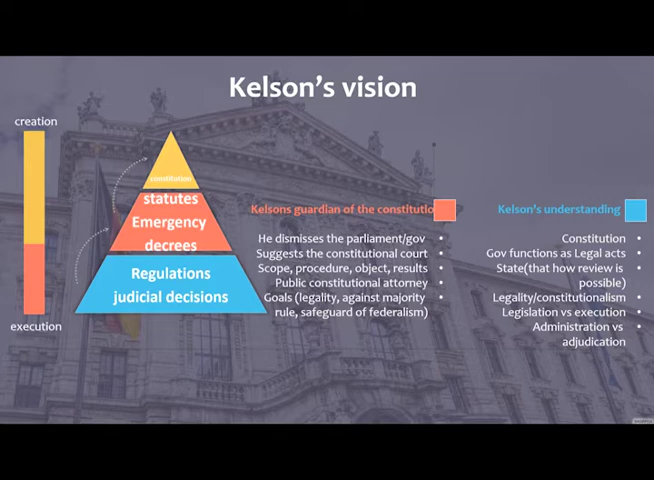 Kelson's vision
creation
constitution
statutes
Emergency
decrees
Regulations
judicial decisions
execution
Kelsons guardian of the constitutio
He dismisses the parliament/gov •
Suggests the constitutional court •
Scope, procedure, object, results •
Public constitutional attorney •
Goals (legality, against majority •
rule, safeguard of federalism)
Kelson's understanding
Constitution •
Gov functions as Legal acts •
State(that how review is •
possible)
Legality/constitutionalism •
Legislation vs execution •
Administration vs •
adjudication